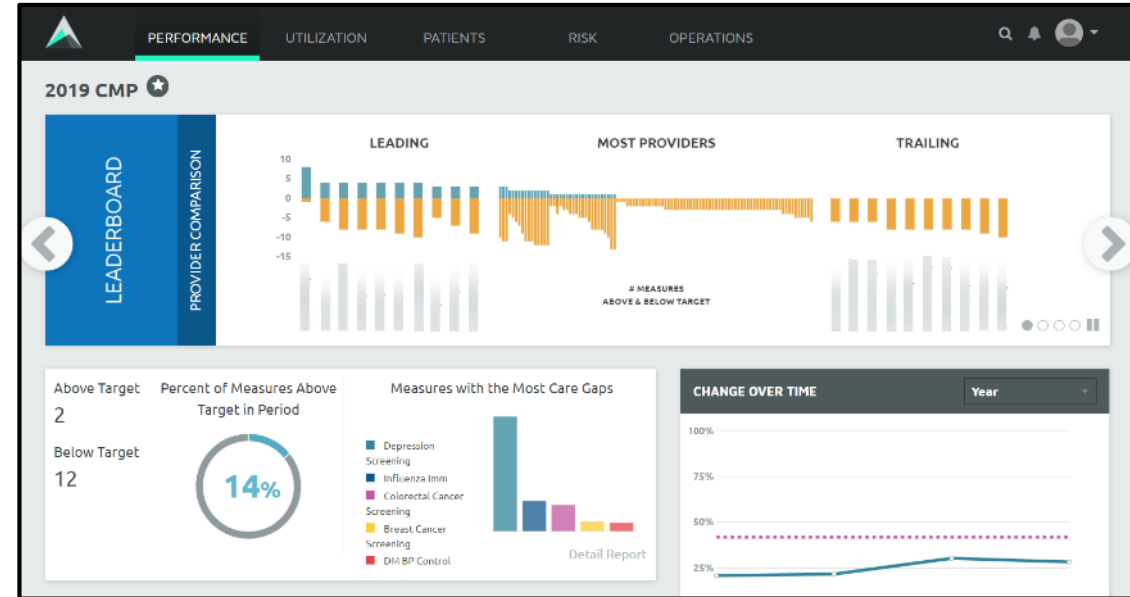 PERFORMANCE UTILIZATION PATIENTS RISK OPERATIONS
2019 CMP
LEADERBOARD
PROVIDER COMPARISON
LEADING MOST PROVIDERS TRAILING
10
5
0
-5
-10
-15
# MEASURES
ABOVE & BELOW TARGET
Above Target
2
Below Target
12
Percent of Measures Above
Target in Period
14%
Measures with the Most Care Gaps
Depression
Screening
Influenza Imm
Colorectal Cancer
Screening
Breast Cancer
Screening
DM BP Control
Detail Report
CHANGE OVER TIME Year
100%
75%
50%
25%